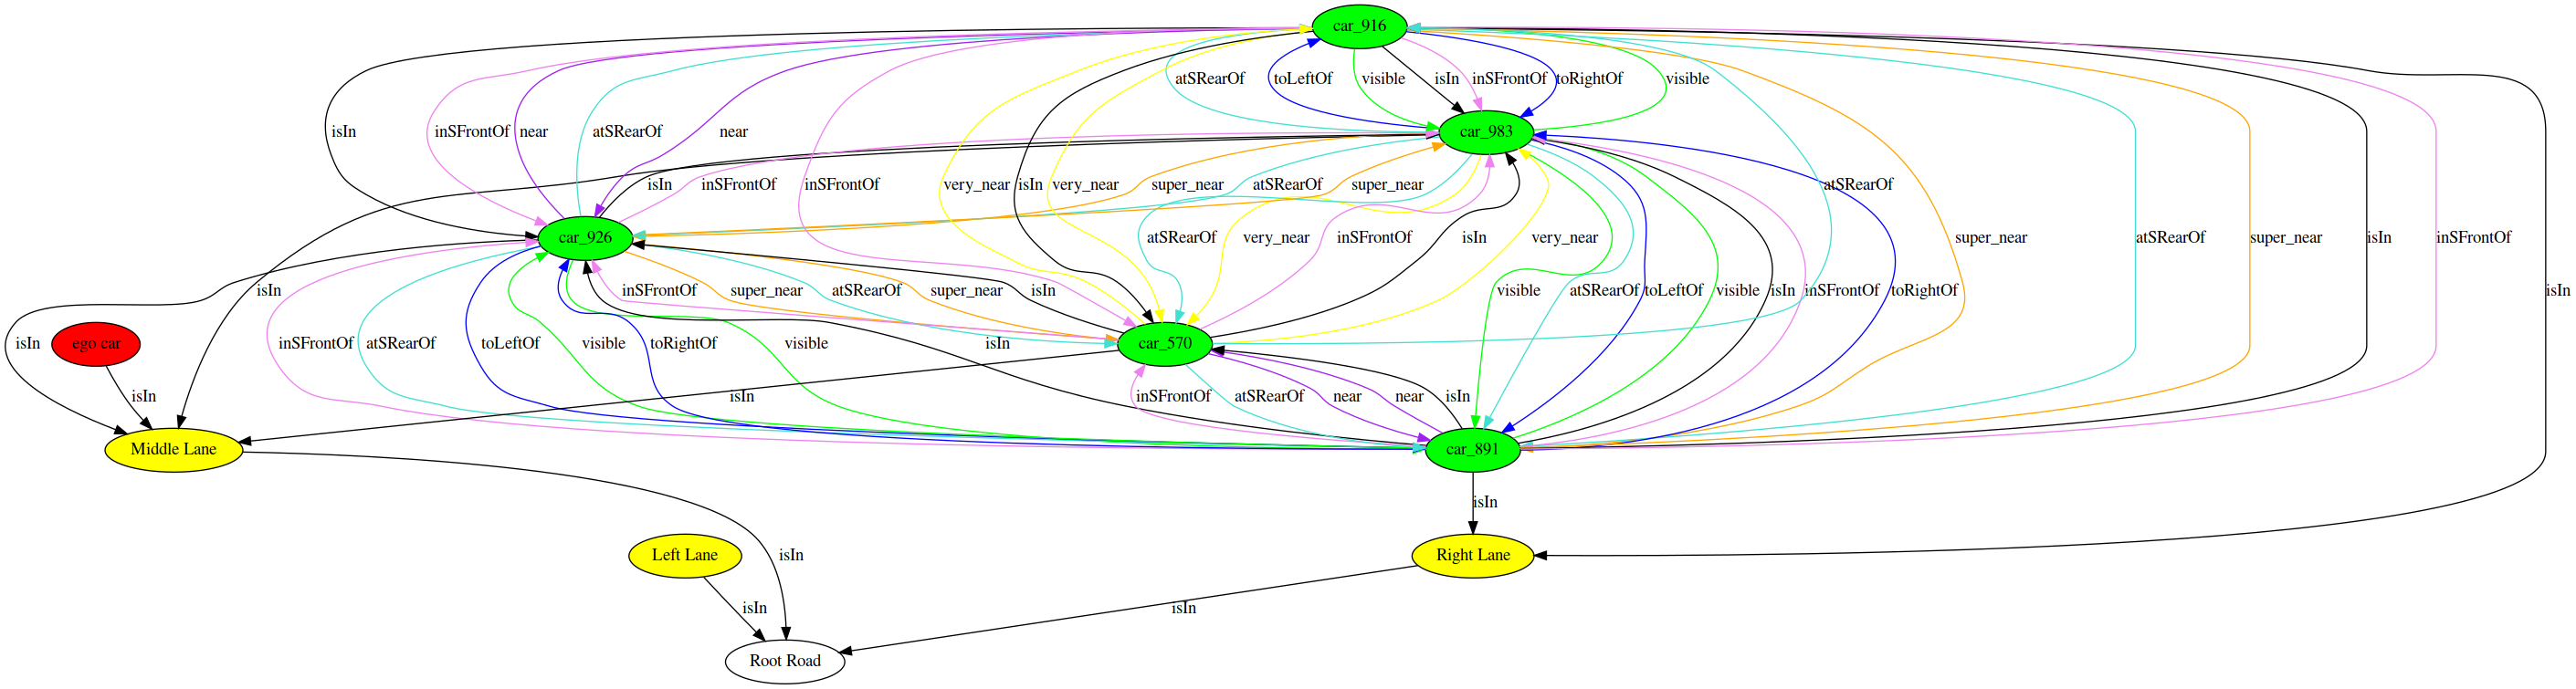 car_916
atSRearOf toLeftOf visible isIn inSFrontOf toRightOf visible
isIn inSFrontOf near atSRearOf near car_983
isIn inSFrontOf inSFrontOf very_near isIn very_near super_near atSRearOf super_near atSRearOf
car_926 atSRearOf very_near inSFrontOf isIn very_near super_near atSRearOf super_near isIn inSFrontOf
isIn inSFrontOf super_near atSRearOf super_near isIn visible atSRearOf toLeftOf visible isIn inSFrontOf toRightOf isIn
isIn ego car inSFrontOf atSRearOf toLeftOf visible toRightOf visible isIn car_570
isIn isIn inSFrontOf atSRearOf near near isIn
Middle Lane car_891
isIn
isIn Left Lane Right Lane
isIn isIn
Root Road